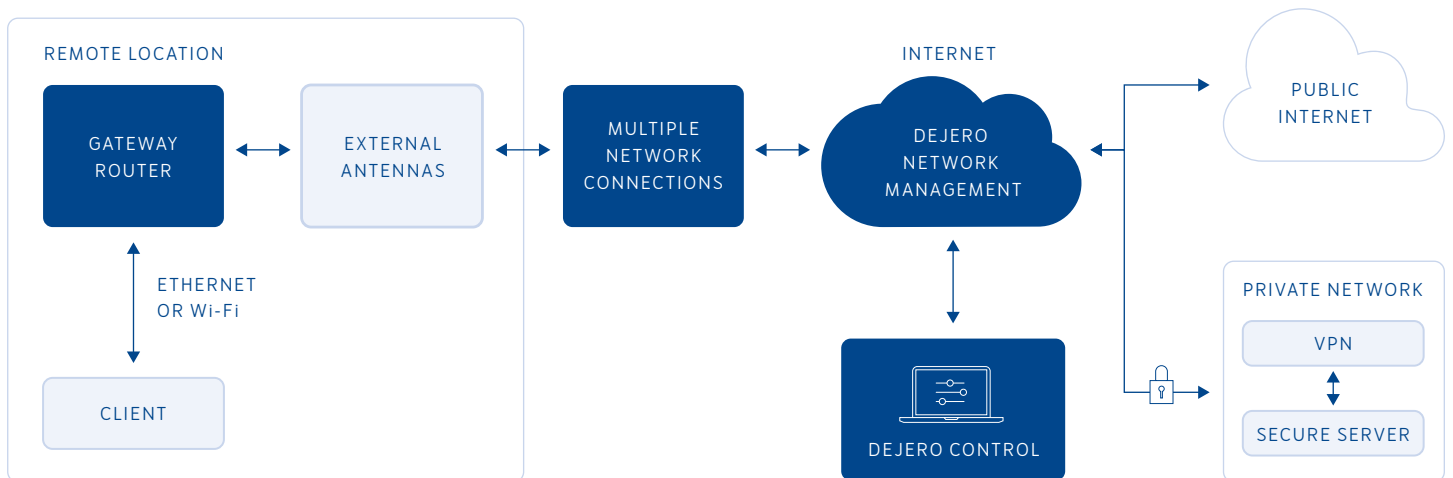 REMOTE LOCATION
GATEWAY
ROUTER
EXTERNAL
ANTENNAS
ETHERNET
OR Wi-Fi
CLIENT
MULTIPLE
NETWORK
CONNECTIONS
INTERNET
DEJERO
NETWORK
MANAGEMENT
DEJERO CONTROL
PUBLIC
INTERNET
PRIVATE NETWORK
VPN
SECURE SERVER